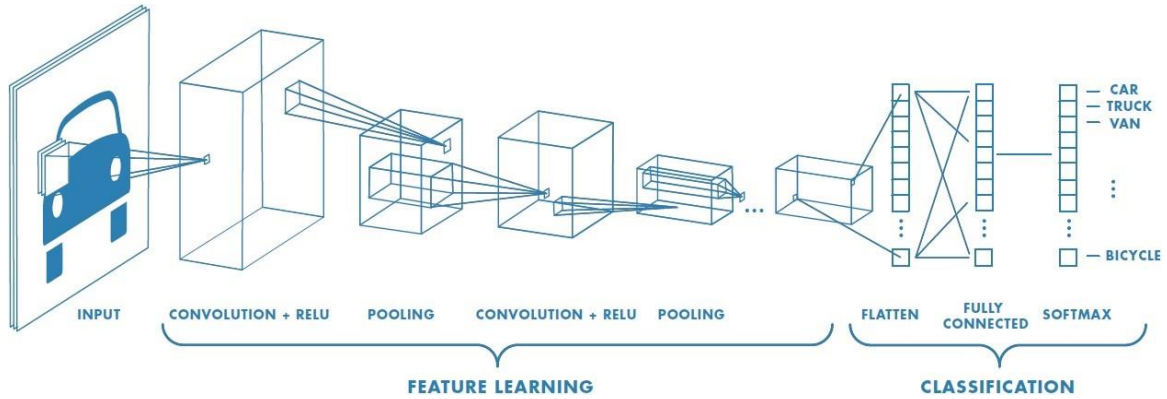 CAR
TRUCK
VAN
BICYCLE
INPUT
CONVOLUTION + RELU
POOLING
CONVOLUTION + RELU
POOLING
FLATTEN
FULLY
CONNECTED
SOFTMAX
FEATURE LEARNING
CLASSIFICATION